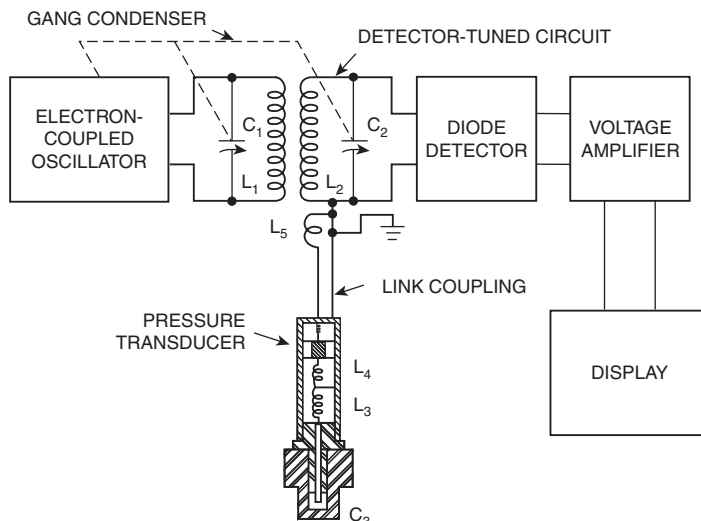 GANG CONDENSER
DETECTOR-TUNED CIRCUIT
ELECTRON-
COUPLED
OSCILLATOR
C₁
L₁
C₂
L₂
DIODE
DETECTOR
VOLTAGE
AMPLIFIER
L₅
LINK COUPLING
PRESSURE
TRANSDUCER
L₄
L₃
DISPLAY
C₃